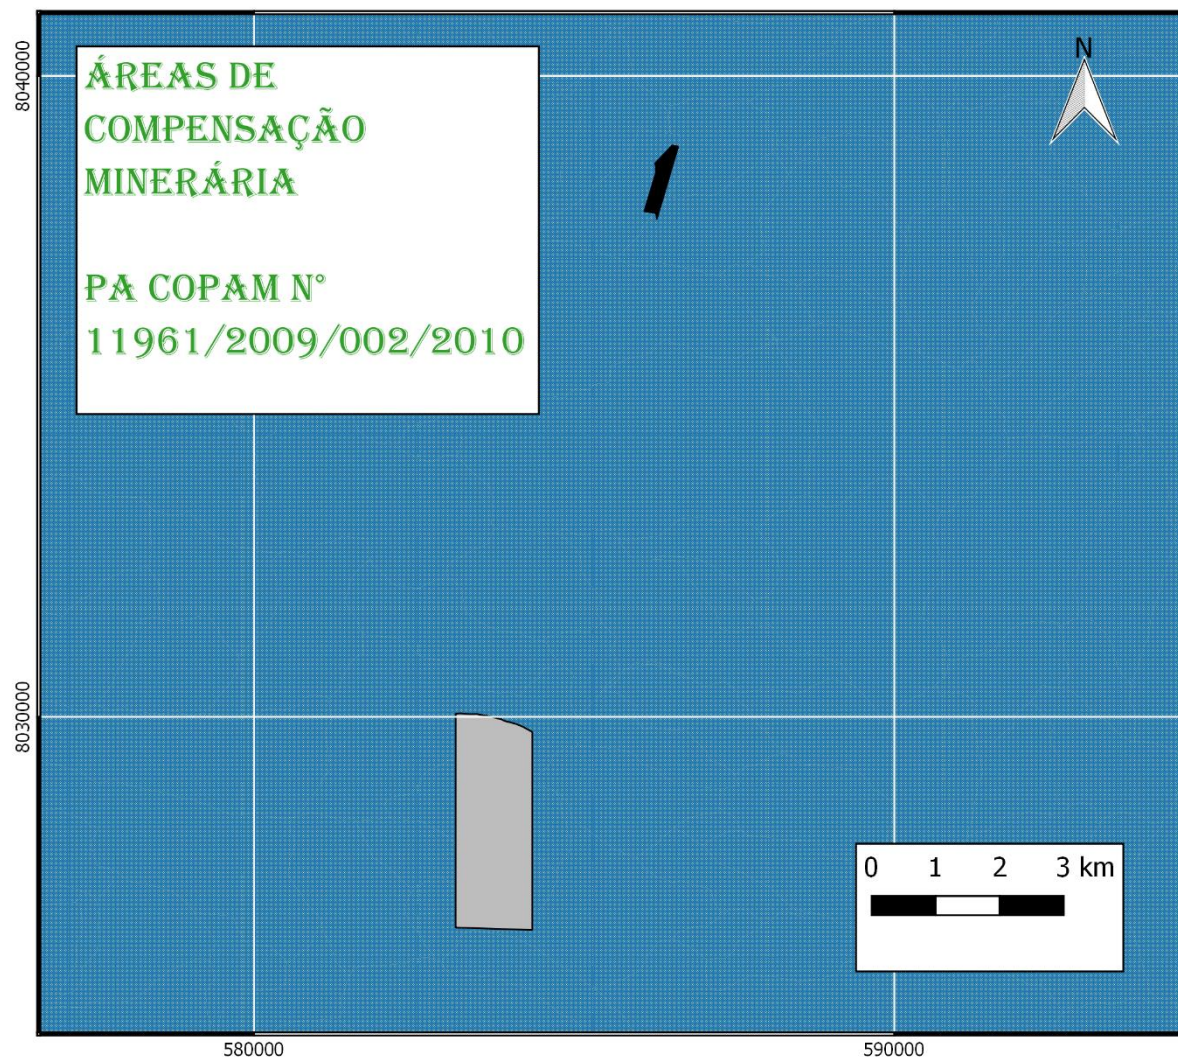 ÁREAS DE
COMPENSAÇÃO
MINERÁRIA
PA COPAM N°
11961/2009/002/2010
N
8040000
8030000
0 1 2 3 km
580000 590000